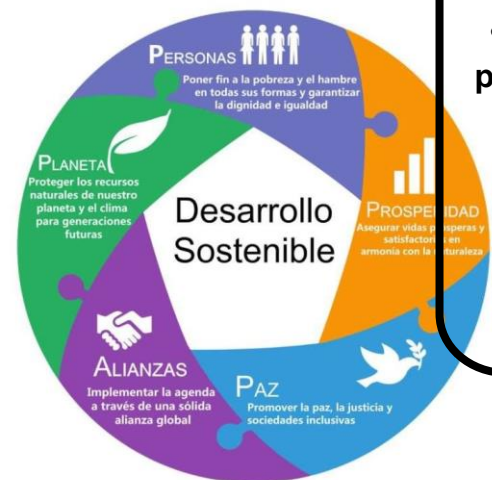 PERSONAS
Poner fin a la pobreza y el hambre
en todas sus formas y garantizar
la dignidad e igualdad
PROSPERIDAD
Asegurar vidas prósperas y
satisfactorias en
armonía con la naturaleza
PAZ
Promover la paz, la justicia y
sociedades inclusivas
ALIANZAS
Implementar la agenda
a través de una sólida
alianza global
PLANETA
Proteger los recursos
naturales de nuestro
planeta y el clima
para generaciones
futuras
Desarrollo
Sostenible